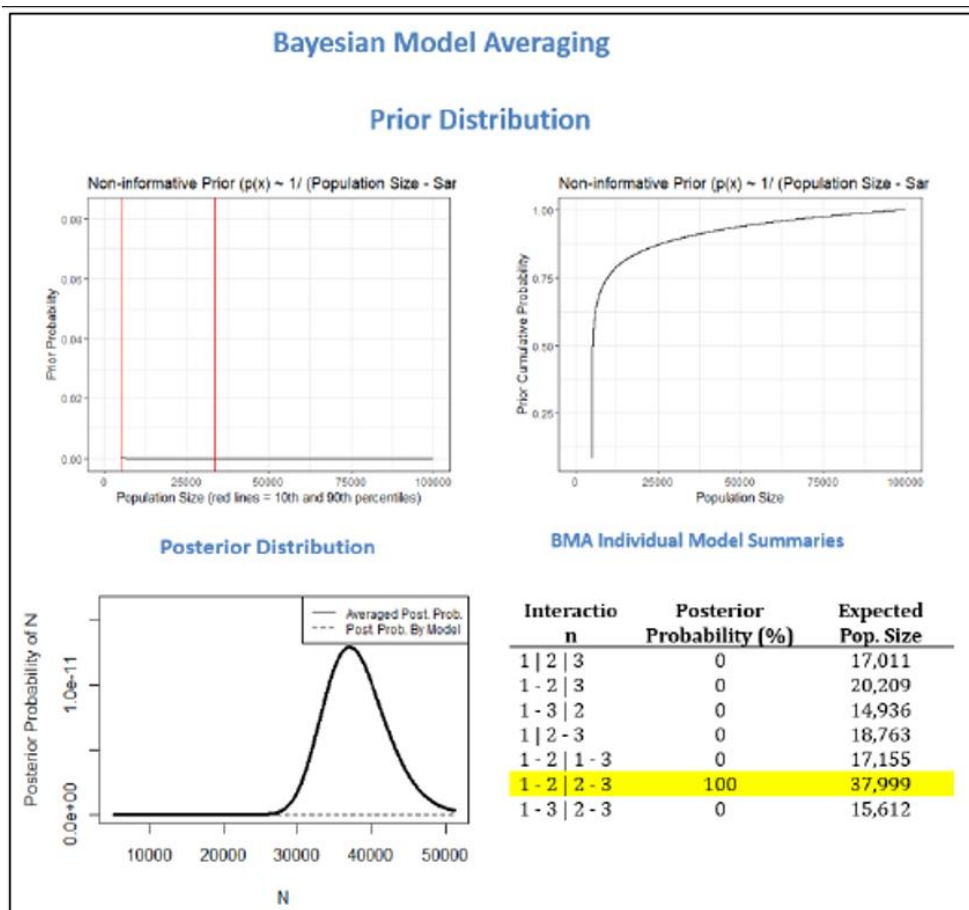 Bayesian Model Averaging
Prior Distribution
Non-informative Prior (p(x) ~ 1/ (Population Size - Sar
0.08
0.06
0.04
0.02
0.00
Prior Probability
0 25000 50000 75000 100000
Population Size (red lines = 10th and 90th percentiles)
Non-informative Prior (p(x) ~ 1/ (Population Size - Sar
1.00
0.75
0.50
0.25
Prior Cumulative Probability
0 25000 50000 75000 100000
Population Size
Posterior Distribution
Averaged Post. Prob.
Post. Prob. By Model
Posterior Probability of N
1.0e-11
0.0e+00
10000 20000 30000 40000 50000
N
BMA Individual Model Summaries
Interactio Posterior Expected
n Probability (%) Pop. Size
1 | 2 | 3 0 17,011
1 - 2 | 3 0 20,209
1 - 3 | 2 0 14,936
1 | 2 - 3 0 18,763
1 - 2 | 1 - 3 0 17,155
1 - 2 | 2 - 3 100 37,999
1 - 3 | 2 - 3 0 15,612